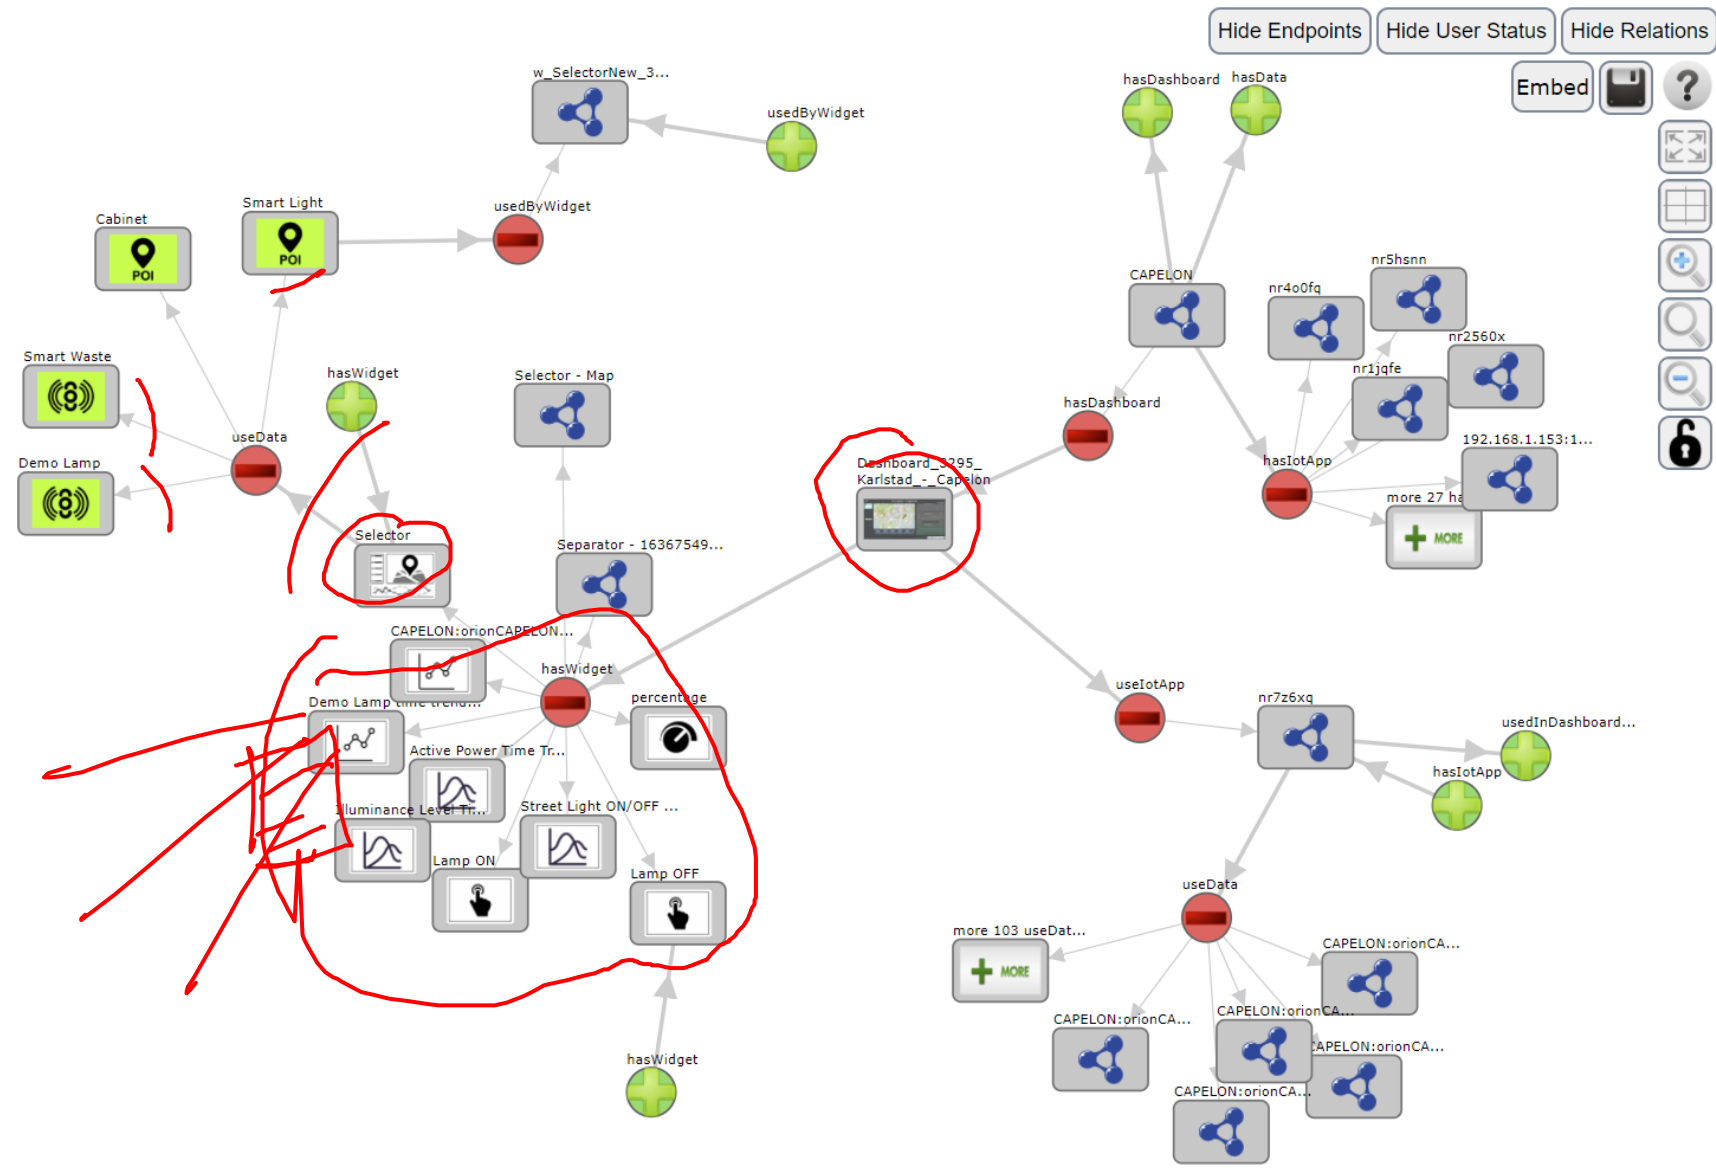 Hide Endpoints
Hide User Status
Hide Relations
Embed
?
w_SelectorNew_3...
usedByWidget
hasDashboard
hasData
Smart Light
POI
usedByWidget
Cabinet
POI
CAPELON
nr5hsnn
nr4o0fq
nr2560x
nr1jqfe
Smart Waste
hasWidget
Selector - Map
hasDashboard
useData
192.168.1.153:1...
hasIotApp
Demo Lamp
Dashboard_3295_
Karlstad_-_Capelon
more 27 ha
MORE
Selector
Separator - 16367549...
CAPELON:orionCAPELON...
hasWidget
percentage
Demo Lamp time trend...
Active Power Time Tr...
Illuminance Level Tr...
Street Light ON/OFF ...
Lamp ON
Lamp OFF
useIotApp
nr7z6xq
usedInDashboard...
hasIotApp
useData
more 103 useDat...
MORE
CAPELON:orionCA...
CAPELON:orionCA...
CAPELON:orionCA...
CAPELON:orionCA...
CAPELON:orionCA...
hasWidget